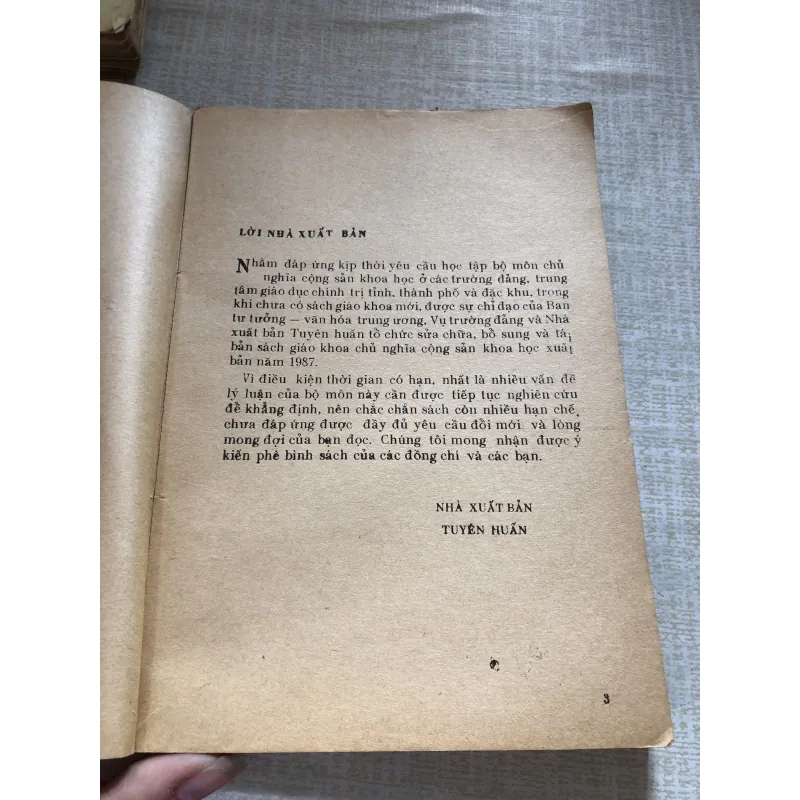 LỜI NHÀ XUẤT BẢN
Nhằm đáp ứng kịp thời yêu cầu học tập bộ môn chủ
nghĩa cộng sản khoa học ở các trường đảng, trung
tâm giáo dục chính trị tỉnh, thành phố và đặc khu, trong
khi chưa có sách giáo khoa mới, được sự chỉ đạo của Ban
tư tưởng — văn hóa trung ương, Vụ trường đảng và Nhà
xuất bản Tuyên huấn tổ chức sửa chữa, bổ sung và tái
bản sách giáo khoa chủ nghĩa cộng sản khoa học xuất
bản năm 1987.
Vì điều kiện thời gian có hạn, nhất là nhiều vấn đề
lý luận của bộ môn này cần được tiếp tục nghiên cứu
để khẳng định, nên chắc chắn sách còn nhiều hạn chế,
chưa đáp ứng được đầy đủ yêu cầu đổi mới và lòng
mong đợi của bạn đọc. Chúng tôi mong nhận được ý
kiến phê bình sách của các đồng chí và các bạn.
NHÀ XUẤT BẢN
TUYÊN HUẤN
3